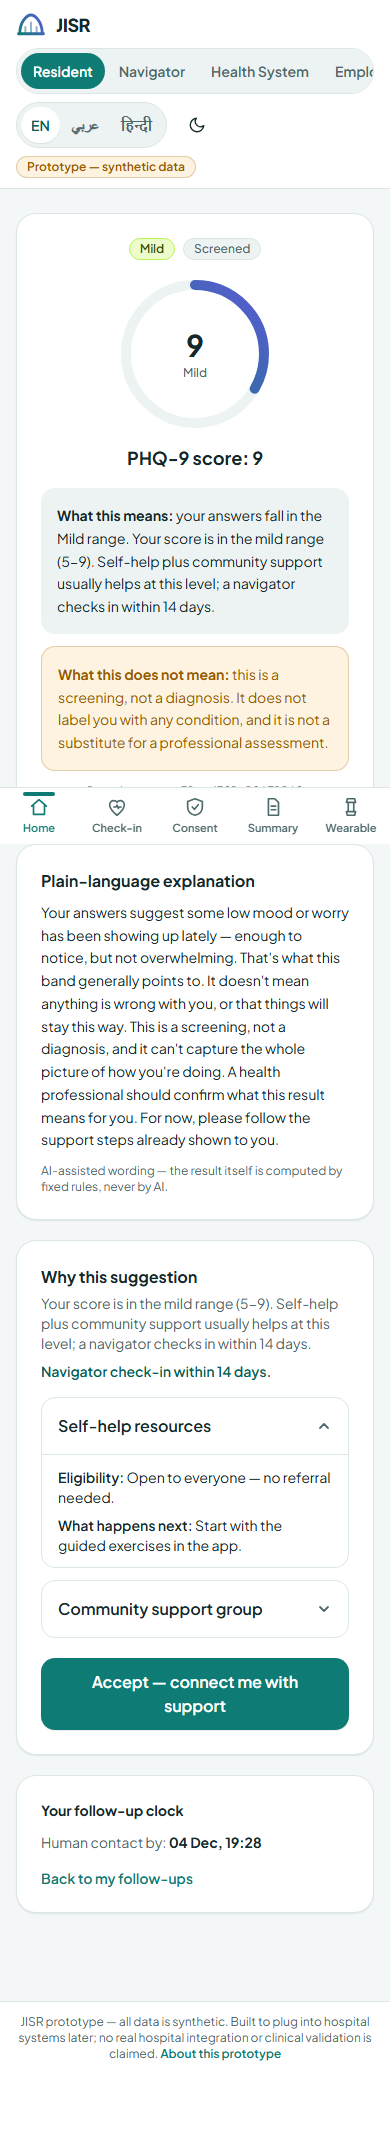 JISR
Resident Navigator Health System Emplo
EN عربي हिन्दी
Prototype — synthetic data
Mild Screened
9
Mild
PHQ-9 score: 9
What this means: your answers fall in the
Mild range. Your score is in the mild range
(5–9). Self-help plus community support
usually helps at this level; a navigator
checks in within 14 days.
What this does not mean: this is a
screening, not a diagnosis. It does not
label you with any condition, and it is not a
substitute for a professional assessment.
Home Check-in Consent Summary Wearable
Plain-language explanation
Your answers suggest some low mood or worry
has been showing up lately — enough to
notice, but not overwhelming. That's what this
band generally points to. It doesn't mean
anything is wrong with you, or that things will
stay this way. This is a screening, not a
diagnosis, and it can't capture the whole
picture of how you're doing. A health
professional should confirm what this result
means for you. For now, please follow the
support steps already shown to you.
AI-assisted wording — the result itself is computed by
fixed rules, never by AI.
Why this suggestion
Your score is in the mild range (5–9). Self-help
plus community support usually helps at this
level; a navigator checks in within 14 days.
Navigator check-in within 14 days.
Self-help resources
Eligibility: Open to everyone — no referral
needed.
What happens next: Start with the
guided exercises in the app.
Community support group
Accept — connect me with
support
Your follow-up clock
Human contact by: 04 Dec, 19:28
Back to my follow-ups
JISR prototype — all data is synthetic. Built to plug into hospital
systems later; no real hospital integration or clinical validation is
claimed. About this prototype